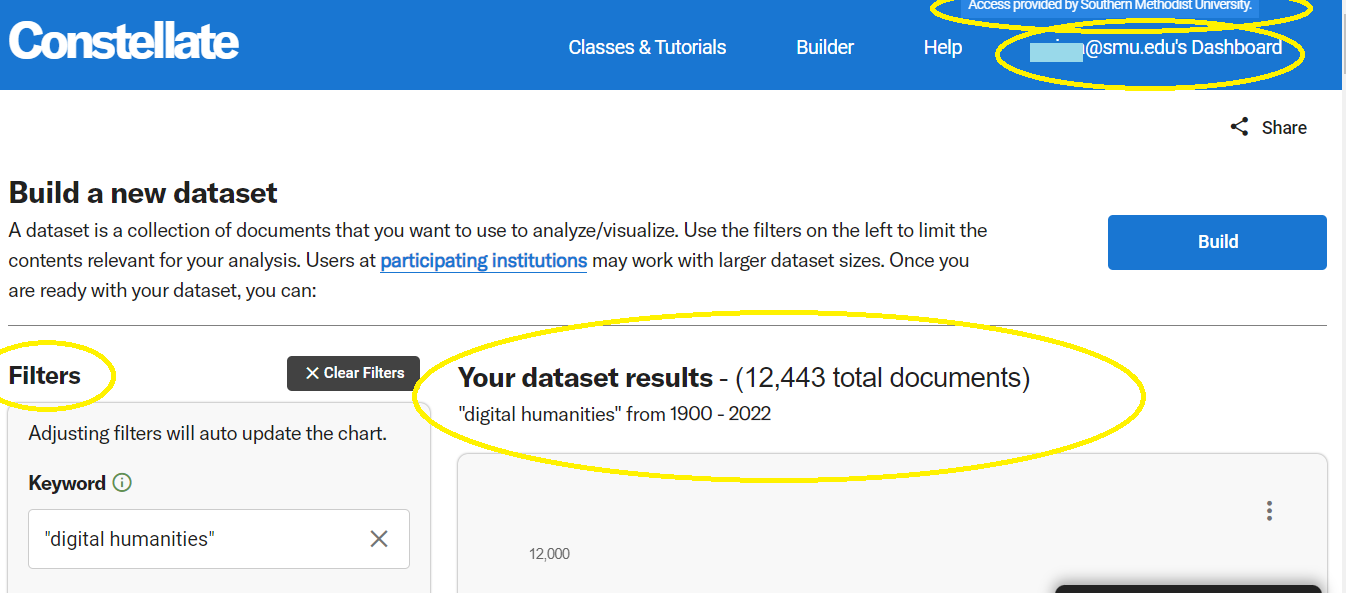 Access provided by Southern Methodist University.
Constellate
Classes & Tutorials
Builder
Help
@smu.edu's Dashboard
Share
Build a new dataset
A dataset is a collection of documents that you want to use to analyze/visualize. Use the filters on the left to limit the
contents relevant for your analysis. Users at participating institutions may work with larger dataset sizes. Once you
are ready with your dataset, you can:
Build
Filters
Clear Filters
Your dataset results - (12,443 total documents)
"digital humanities" from 1900 - 2022
Adjusting filters will auto update the chart.
Keyword
"digital humanities"
12,000